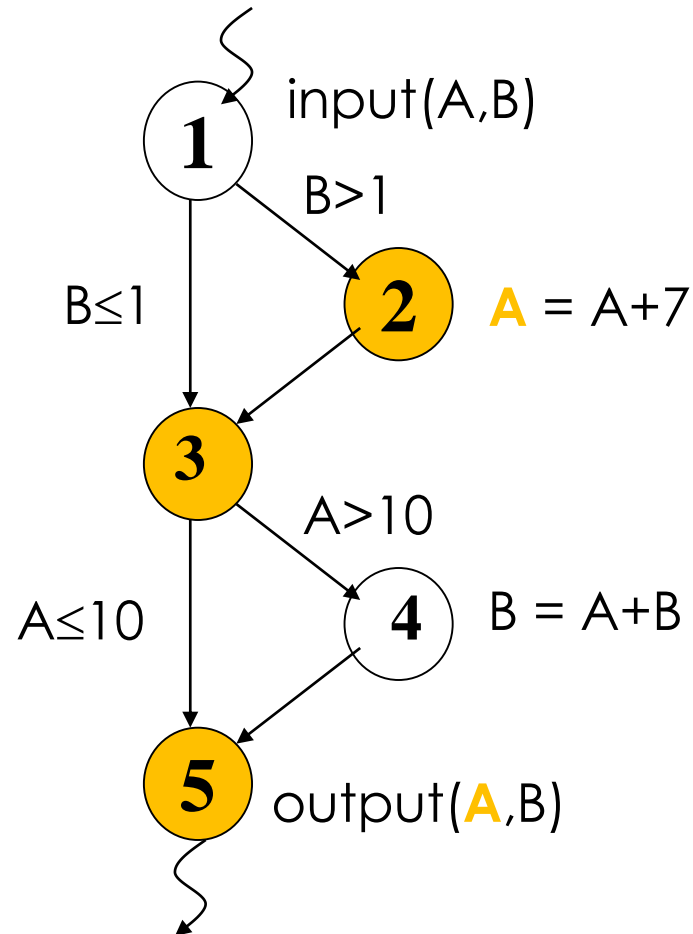 input(A,B)
1
B>1
B≤1
2
A = A+7
3
A>10
A≤10
4
B = A+B
5
output(A,B)